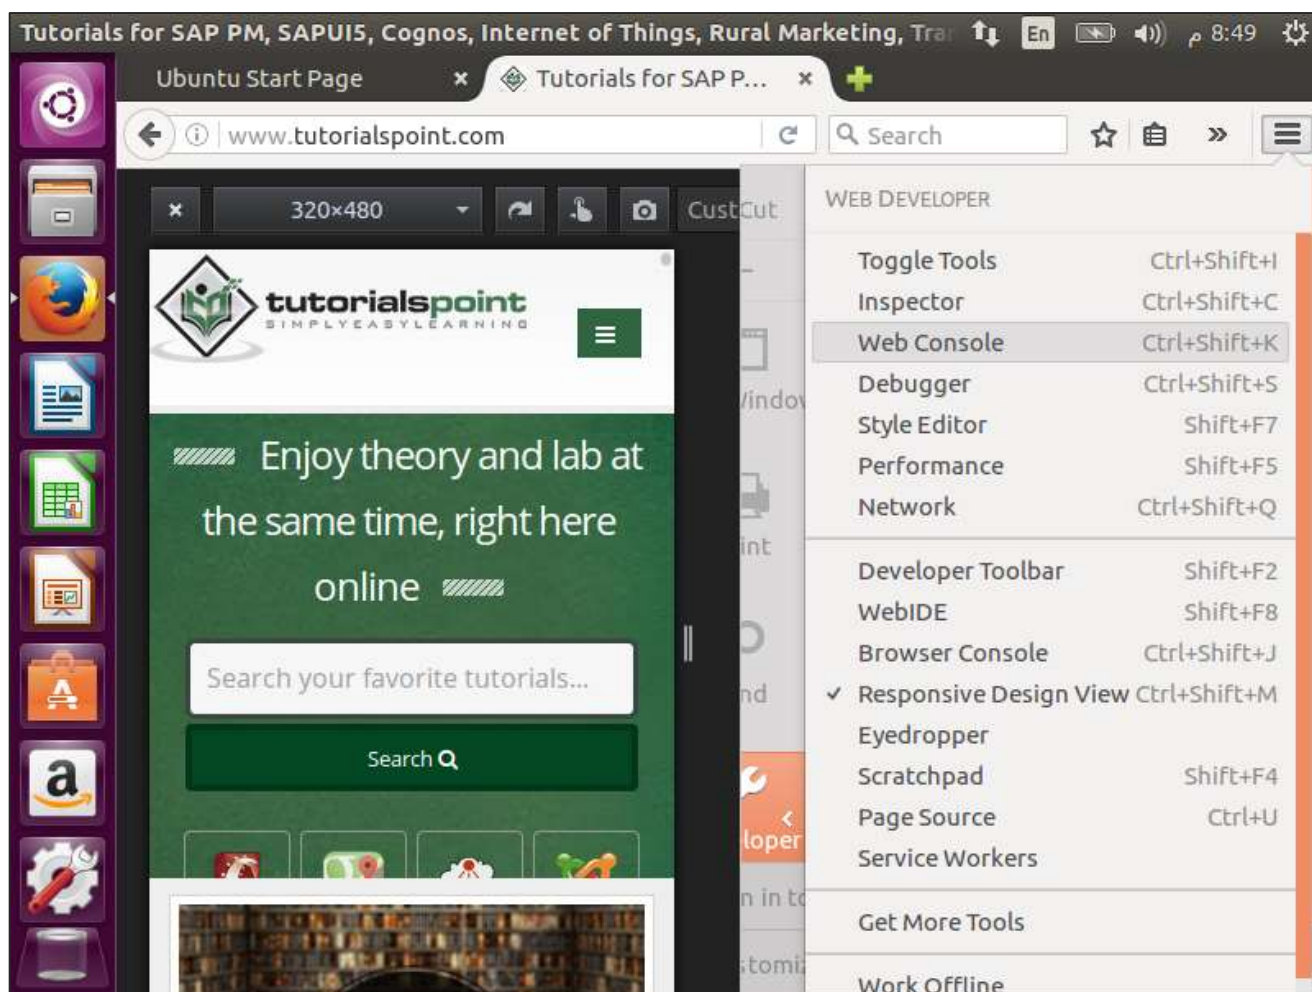 Tutorials for SAP PM, SAPUI5, Cognos, Internet of Things, Rural Marketing, Tra
En
م 8:49
Ubuntu Start Page
Tutorials for SAP P...
www.tutorialspoint.com
Search
320×480
Cust
Cut
tutorialspoint
SIMPLYEASYLEARNING
Enjoy theory and lab at
the same time, right here
online
Search your favorite tutorials...
Search
WEB DEVELOPER
Toggle Tools Ctrl+Shift+I
Inspector Ctrl+Shift+C
Web Console Ctrl+Shift+K
Debugger Ctrl+Shift+S
Style Editor Shift+F7
Performance Shift+F5
Network Ctrl+Shift+Q
Developer Toolbar Shift+F2
WebIDE Shift+F8
Browser Console Ctrl+Shift+J
Responsive Design View Ctrl+Shift+M
Eyedropper
Scratchpad Shift+F4
Page Source Ctrl+U
Service Workers
Get More Tools
Work Offline